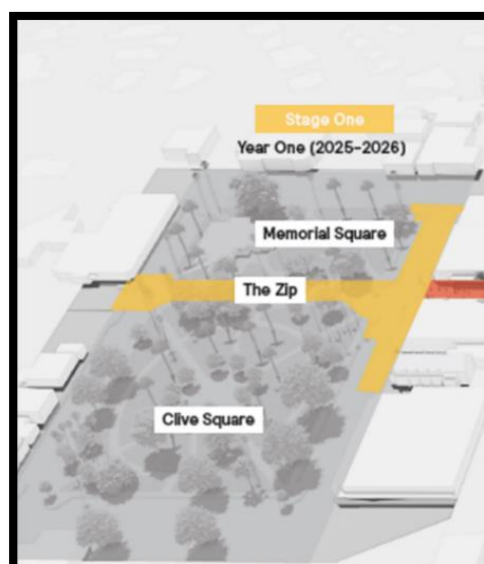 Stage One
Year One (2025–2026)
Memorial Square
The Zip
Clive Square